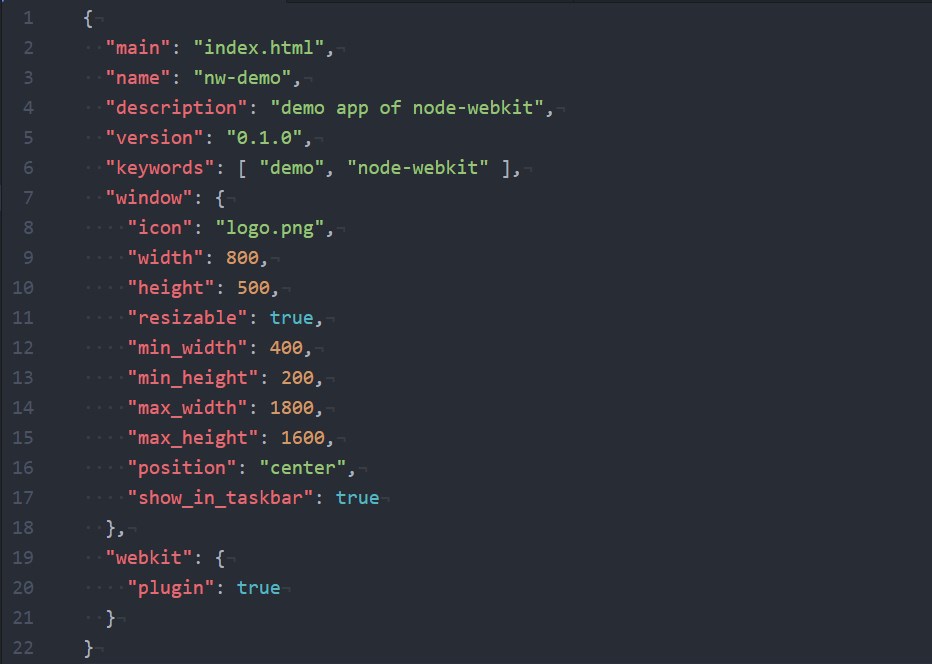 1 {
2   "main": "index.html",
3   "name": "nw-demo",
4   "description": "demo app of node-webkit",
5   "version": "0.1.0",
6   "keywords": [ "demo", "node-webkit" ],
7   "window": {
8     "icon": "logo.png",
9     "width": 800,
10     "height": 500,
11     "resizable": true,
12     "min_width": 400,
13     "min_height": 200,
14     "max_width": 1800,
15     "max_height": 1600,
16     "position": "center",
17     "show_in_taskbar": true
18   },
19   "webkit": {
20     "plugin": true
21   }
22 }